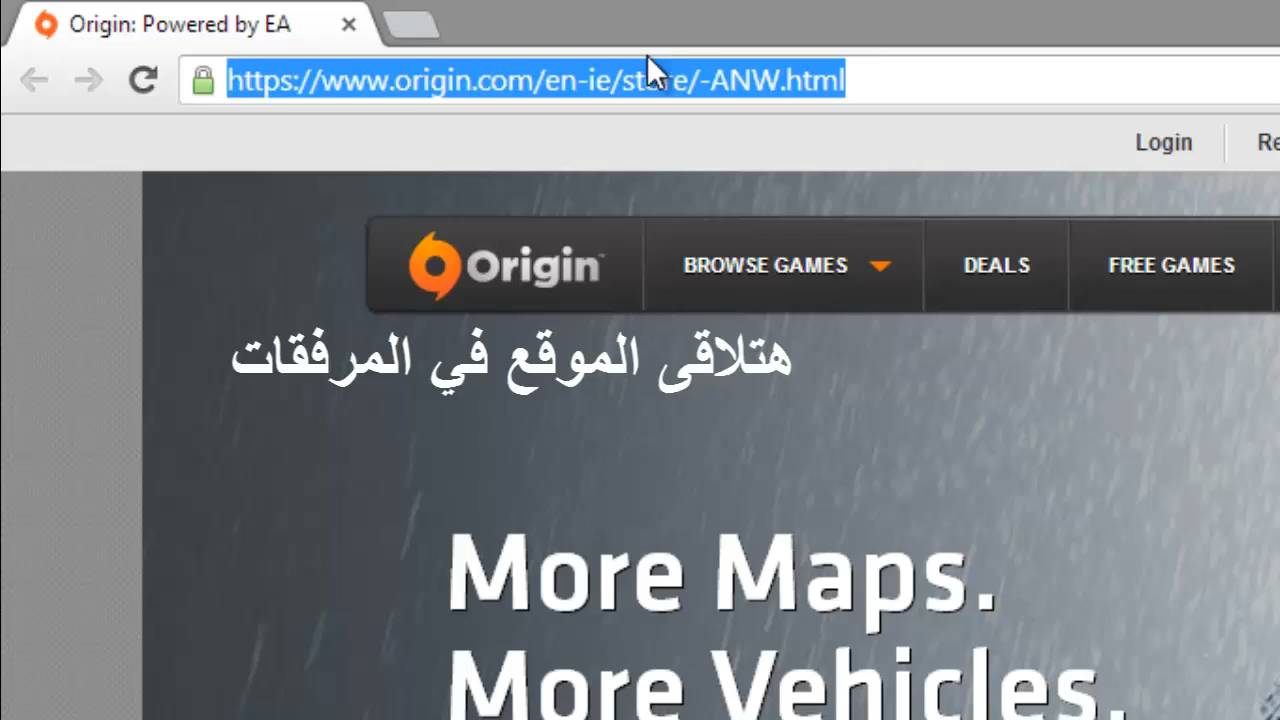 Origin: Powered by EA
https://www.origin.com/en-ie/store/-ANW.html
Login
Origin
BROWSE GAMES
DEALS
FREE GAMES
هتلاقى الموقع في المرفقات
More Maps.
More Vehicles.